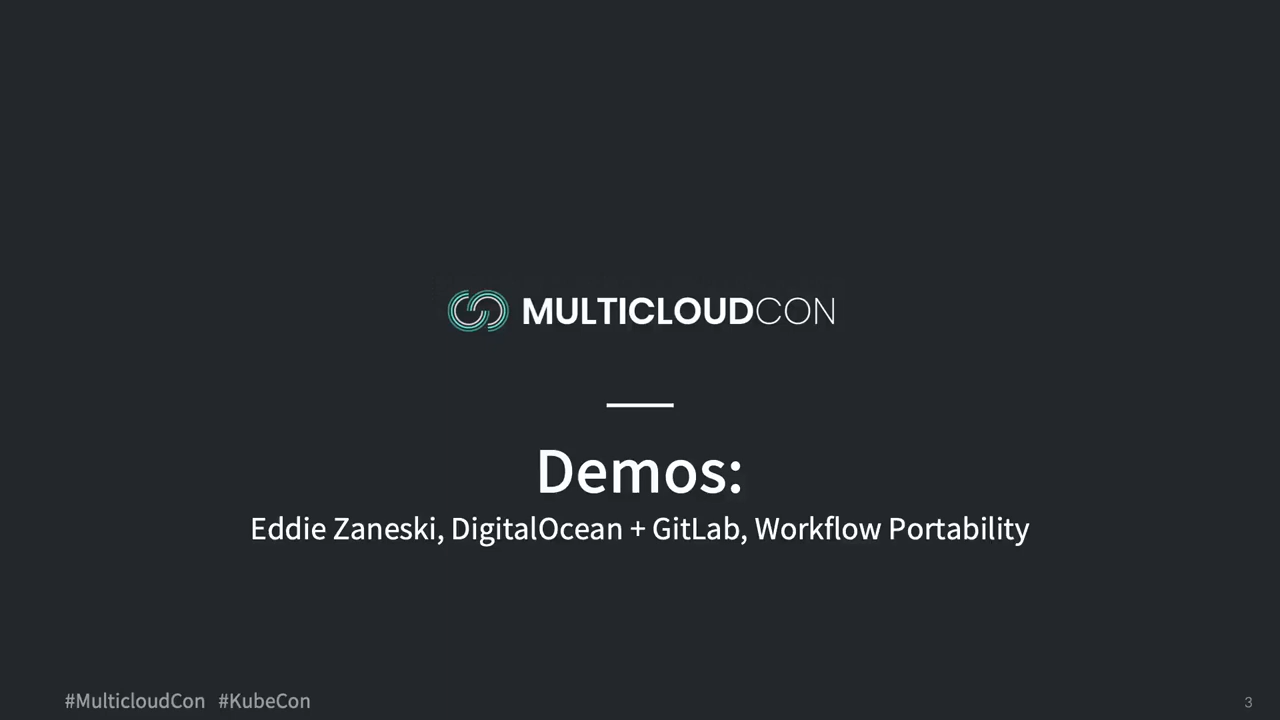 MULTICLOUDCON
Demos:
Eddie Zaneski, DigitalOcean + GitLab, Workflow Portability
#MulticloudCon #KubeCon
3